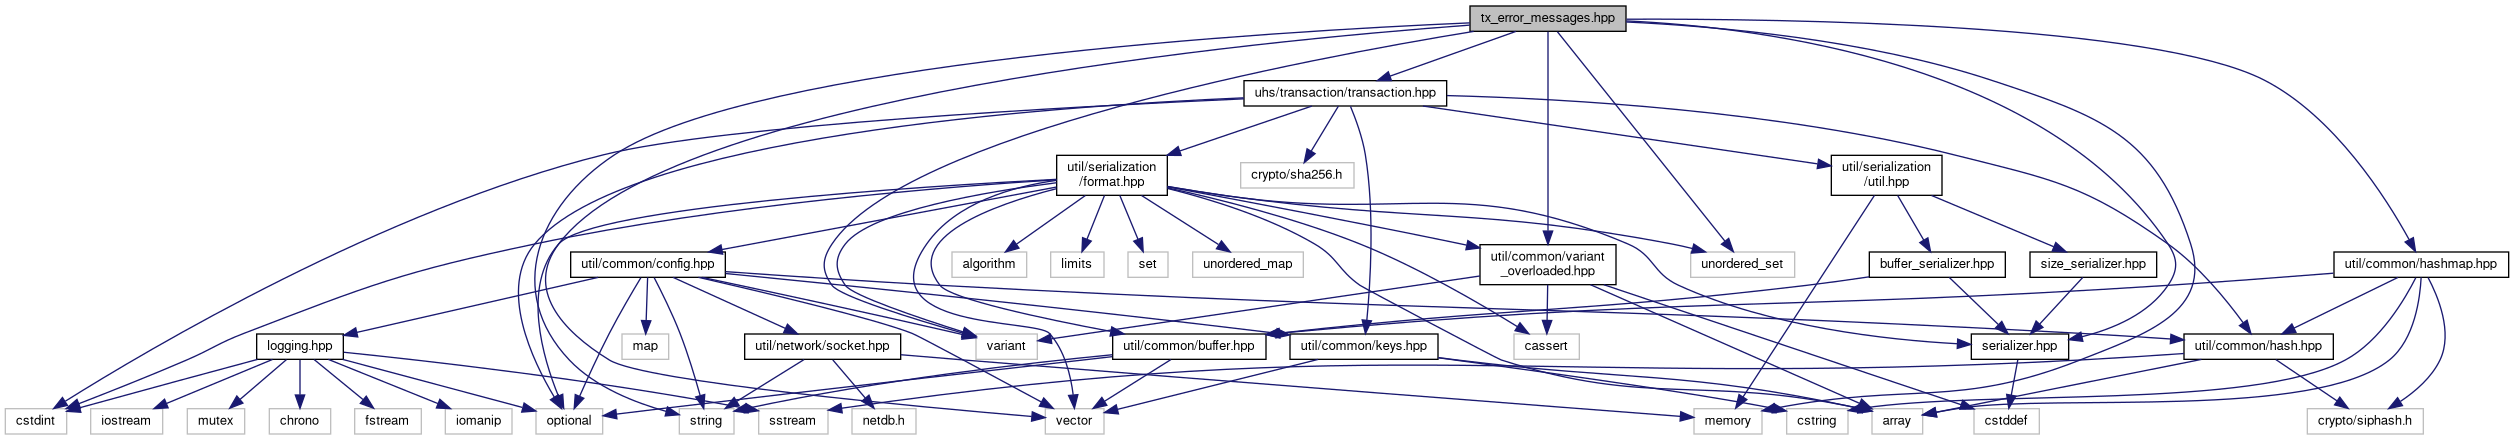 tx_error_messages.hpp
uhs/transaction/transaction.hpp
util/serialization
/format.hpp
crypto/sha256.h
util/serialization
/util.hpp
util/common/config.hpp
algorithm
limits
set
unordered_map
util/common/variant
_overloaded.hpp
unordered_set
buffer_serializer.hpp
size_serializer.hpp
util/common/hashmap.hpp
logging.hpp
map
util/network/socket.hpp
variant
util/common/buffer.hpp
util/common/keys.hpp
cassert
serializer.hpp
util/common/hash.hpp
cstdint
iostream
mutex
chrono
fstream
iomanip
optional
string
sstream
netdb.h
vector
memory
cstring
array
cstddef
crypto/siphash.h